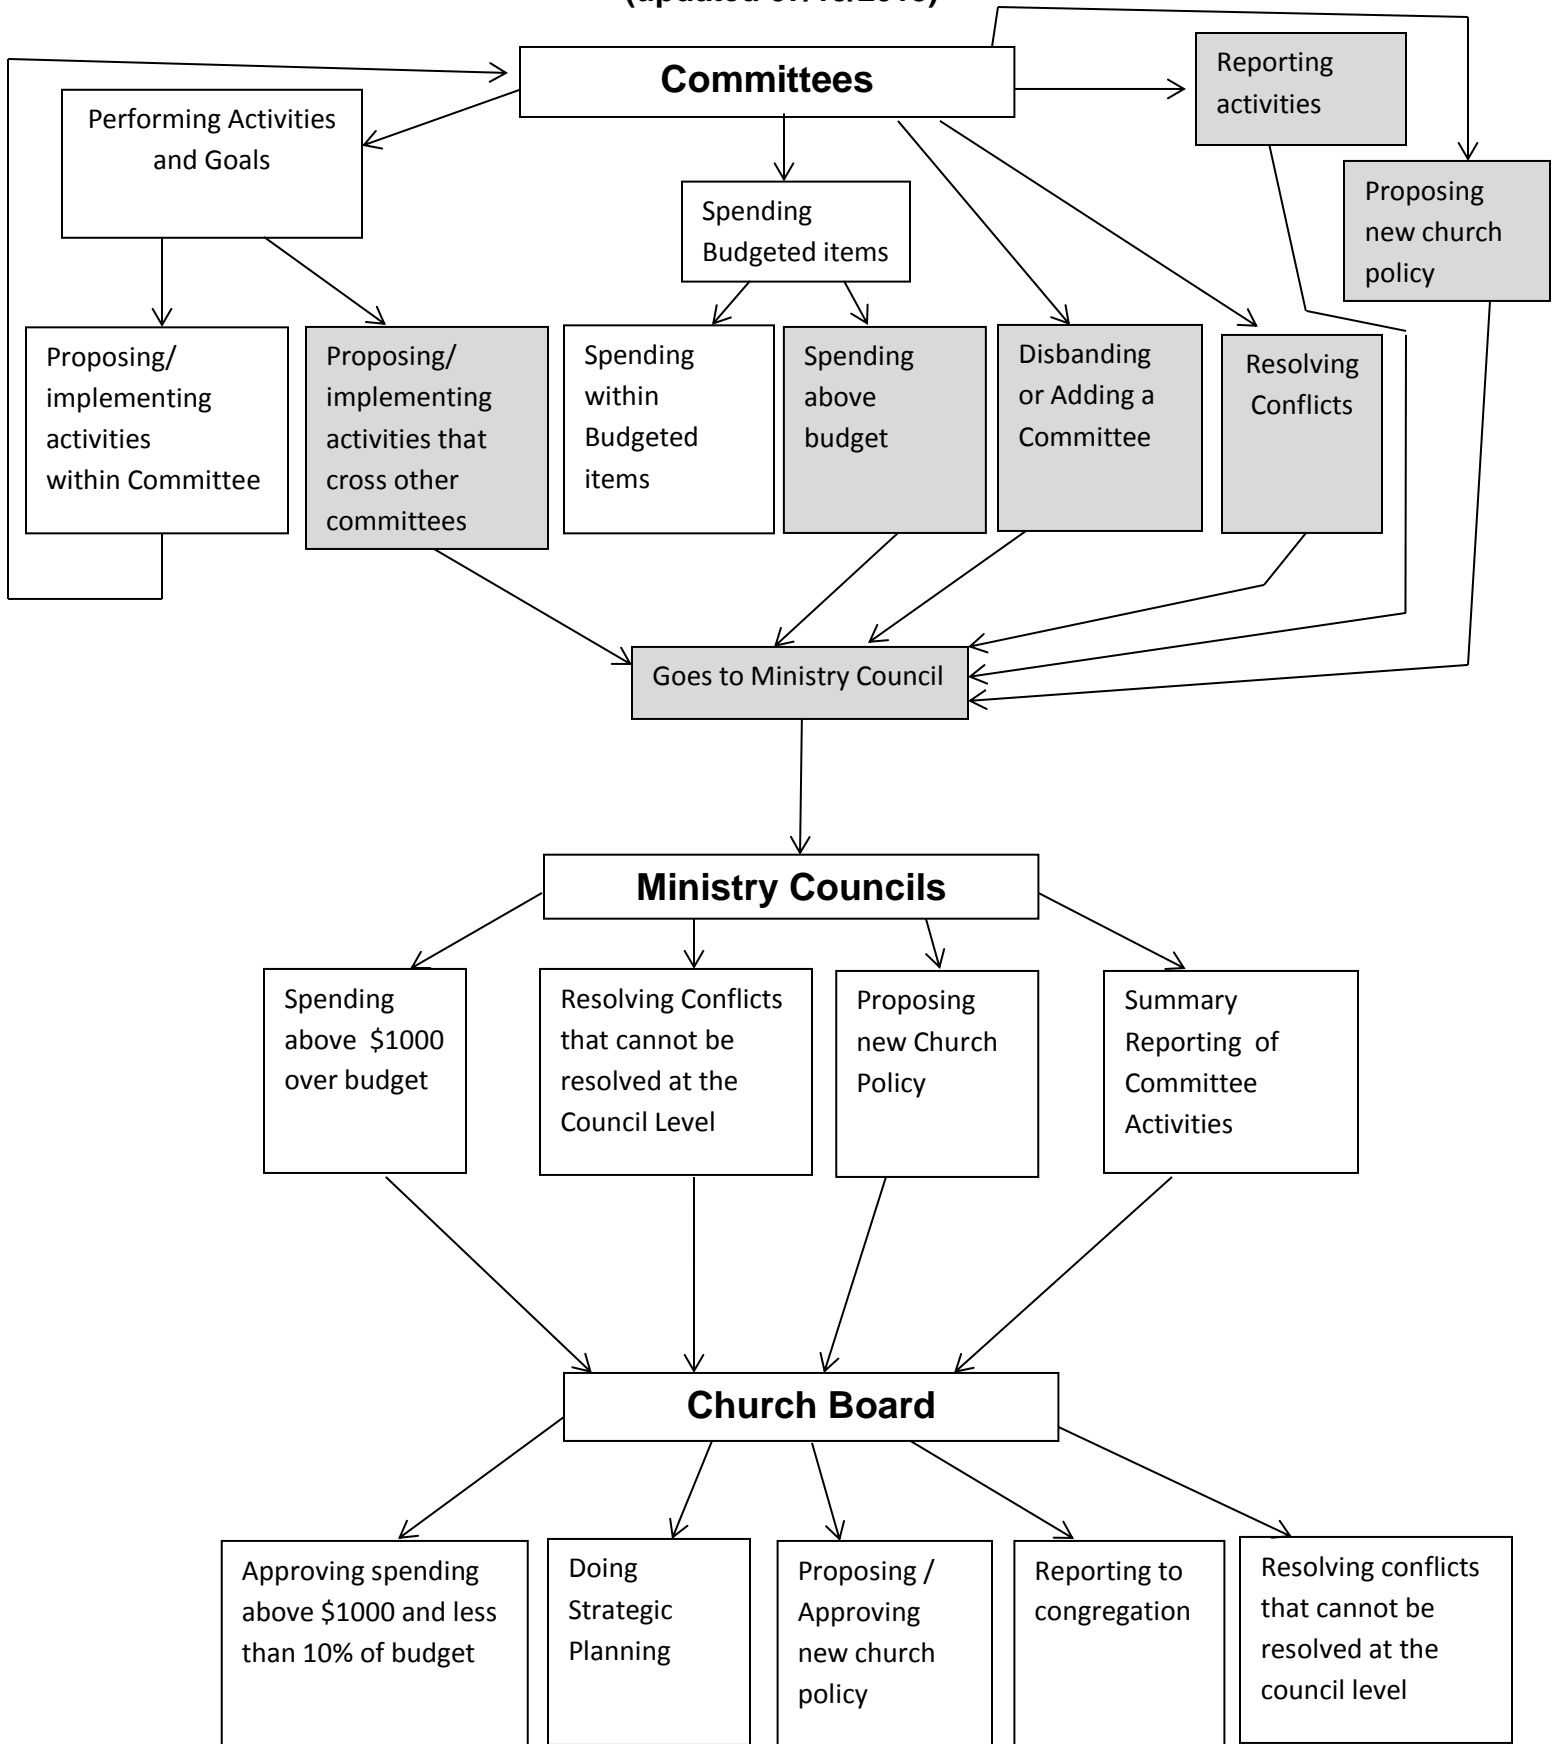 Committees
Reporting
activities
Performing Activities
and Goals
Proposing
new church
policy
Spending
Budgeted items
Proposing/
implementing
activities
within Committee
Proposing/
implementing
activities that
cross other
committees
Spending
within
Budgeted
items
Spending
above
budget
Disbanding
or Adding a
Committee
Resolving
Conflicts
Goes to Ministry Council
Ministry Councils
Spending
above $1000
over budget
Resolving Conflicts
that cannot be
resolved at the
Council Level
Proposing
new Church
Policy
Summary
Reporting of
Committee
Activities
Church Board
Approving spending
above $1000 and less
than 10% of budget
Doing
Strategic
Planning
Proposing /
Approving
new church
policy
Reporting to
congregation
Resolving conflicts
that cannot be
resolved at the
council level